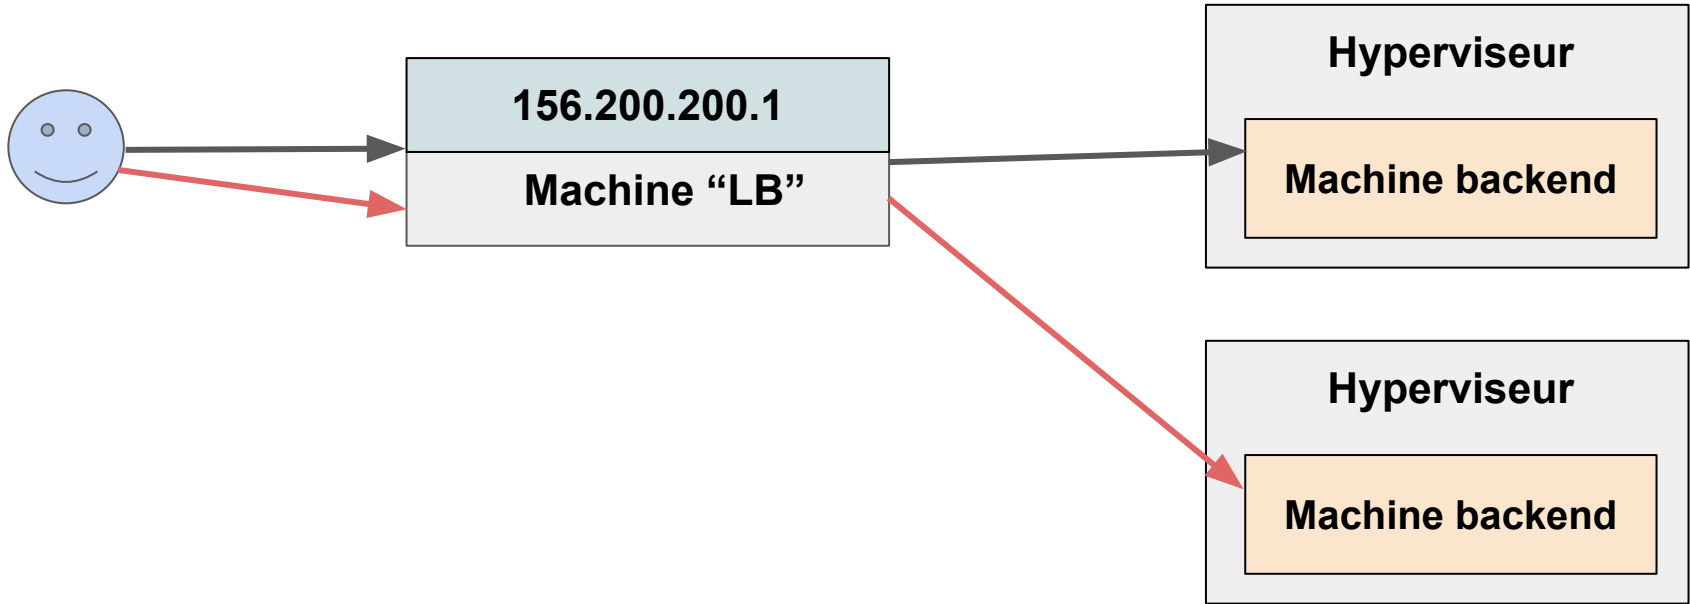 156.200.200.1
Machine “LB”
Hyperviseur
Machine backend
Hyperviseur
Machine backend